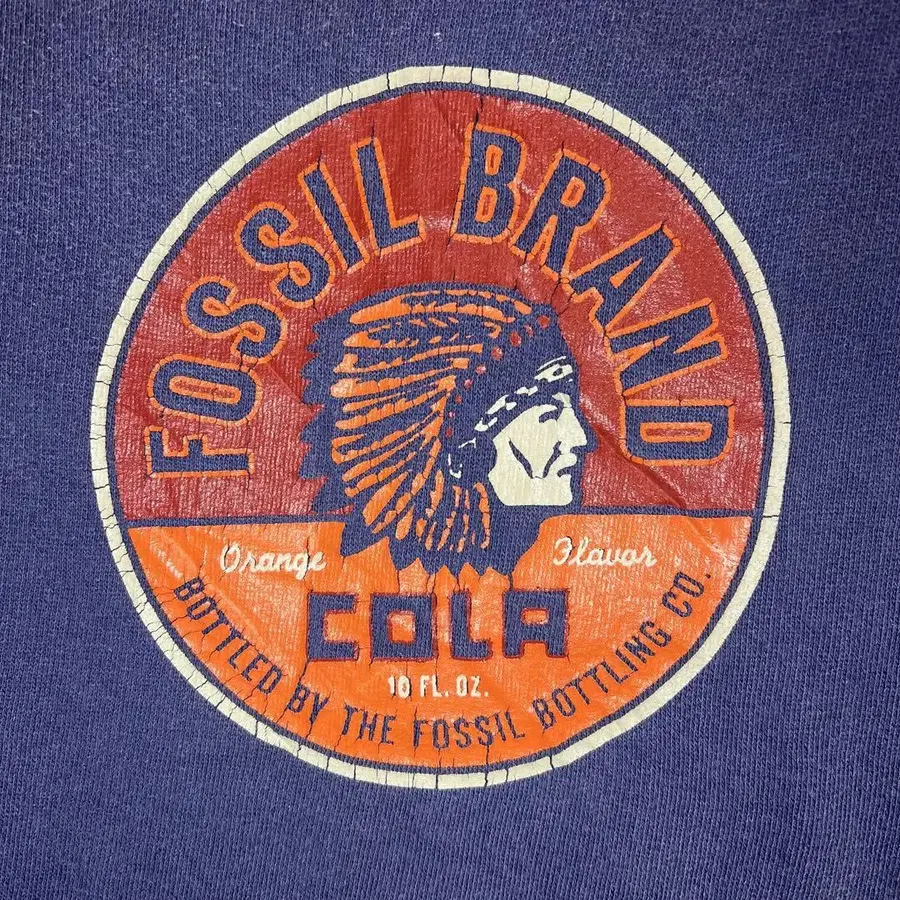 FOSSIL BRAND
Orange Flavor
COLA
10 FL. OZ.
BOTTLED BY THE FOSSIL BOTTLING CO.